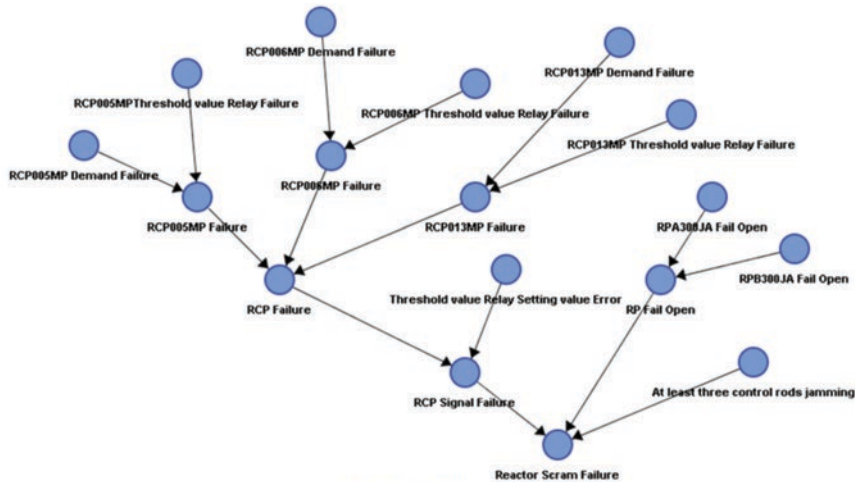 RCP006MP Demand Failure
RCP013MP Demand Failure
RCP005MPThreshold value Relay Failure
RCP006MP Threshold value Relay Failure
RCP013MP Threshold value Relay Failure
RCP005MP Demand Failure
RCP006MP Failure
RCP005MP Failure
RCP013MP Failure
RPA300JA Fail Open
RPB300JA Fail Open
Threshold value Relay Setting value Error
RCP Failure
RP Fail Open
At least three control rods jamming
RCP Signal Failure
Reactor Scram Failure